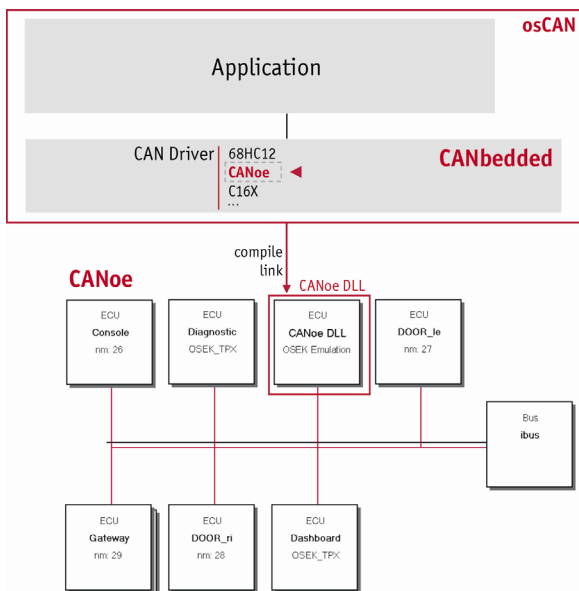 osCAN
Application
CAN Driver
68HC12
CANoe
C16X
...
CANbedded
compile
link
CANoe
CANoe DLL
ECU
Console
nm: 26
ECU
Diagnostic
OSEK_TPX
ECU
CANoe DLL
OSEK Emulation
ECU
DOOR_le
nm: 27
Bus
ibus
ECU
Gateway
nm: 29
ECU
DOOR_ri
nm: 28
ECU
Dashboard
OSEK_TPX